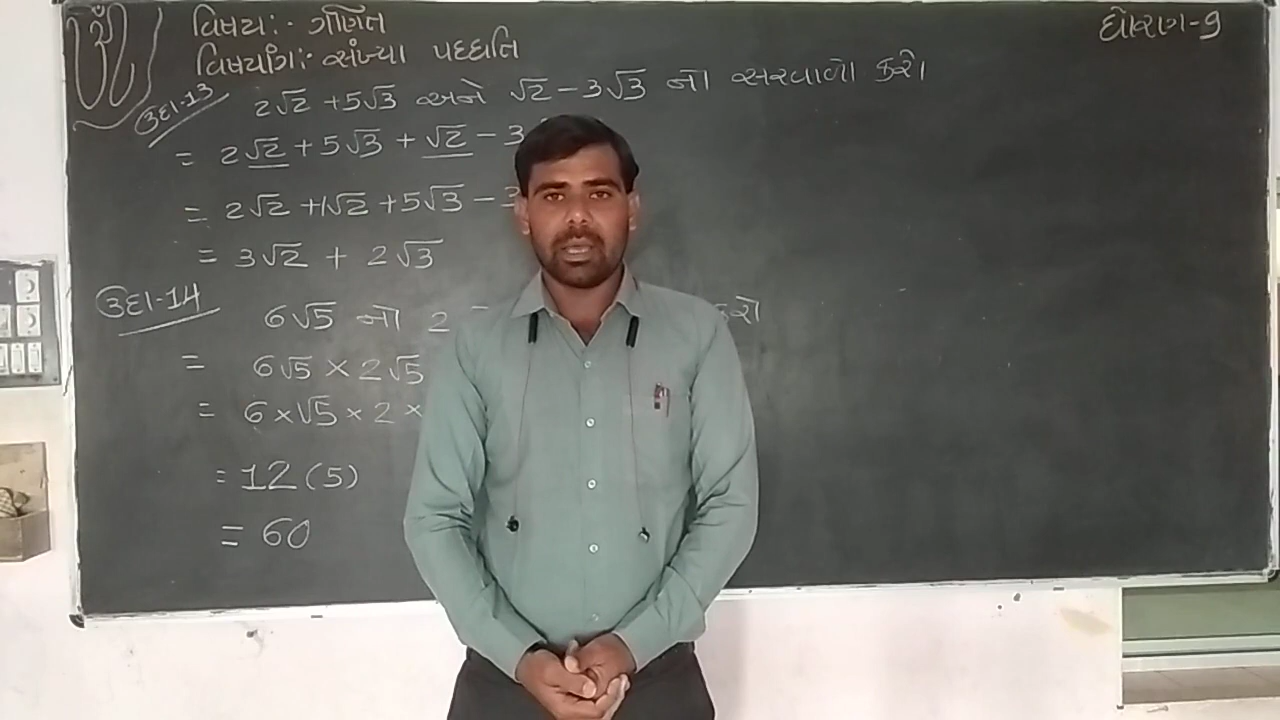 વિષય:- ગણિત
ધોરણ-9
વિષયાંગ:- સંખ્યા પદ્ધતિ
ઉદા-13 2√2 + 5√3 અને √2 - 3√3 નો સરવાળો કરો
= 2√2 + 5√3 + √2 - 3
= 2√2 + 1√2 + 5√3 - 3
= 3√2 + 2√3
ઉદા-14 6√5 નો 2 કરો
= 6√5 × 2√5
= 6 × √5 × 2 ×
= 12 (5)
= 60